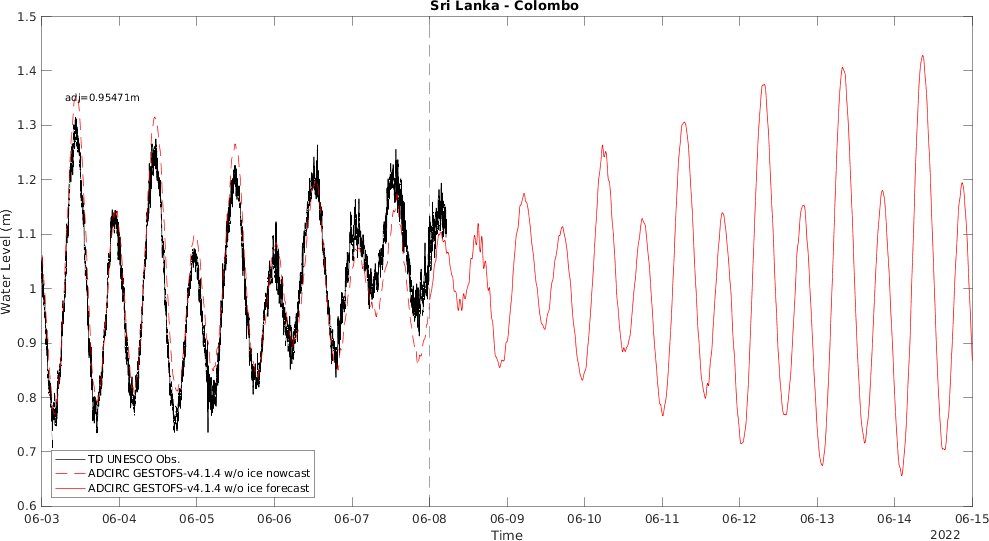 Sri Lanka - Colombo
1.5
1.4
1.3
1.2
1.1
1
0.9
0.8
0.7
0.6
Water Level (m)
adj=0.95471m
TD UNESCO Obs.
ADCIRC GESTOFS-v4.1.4 w/o ice nowcast
ADCIRC GESTOFS-v4.1.4 w/o ice forecast
06-03 06-04 06-05 06-06 06-07 06-08 06-09 06-10 06-11 06-12 06-13 06-14 06-15
Time
2022